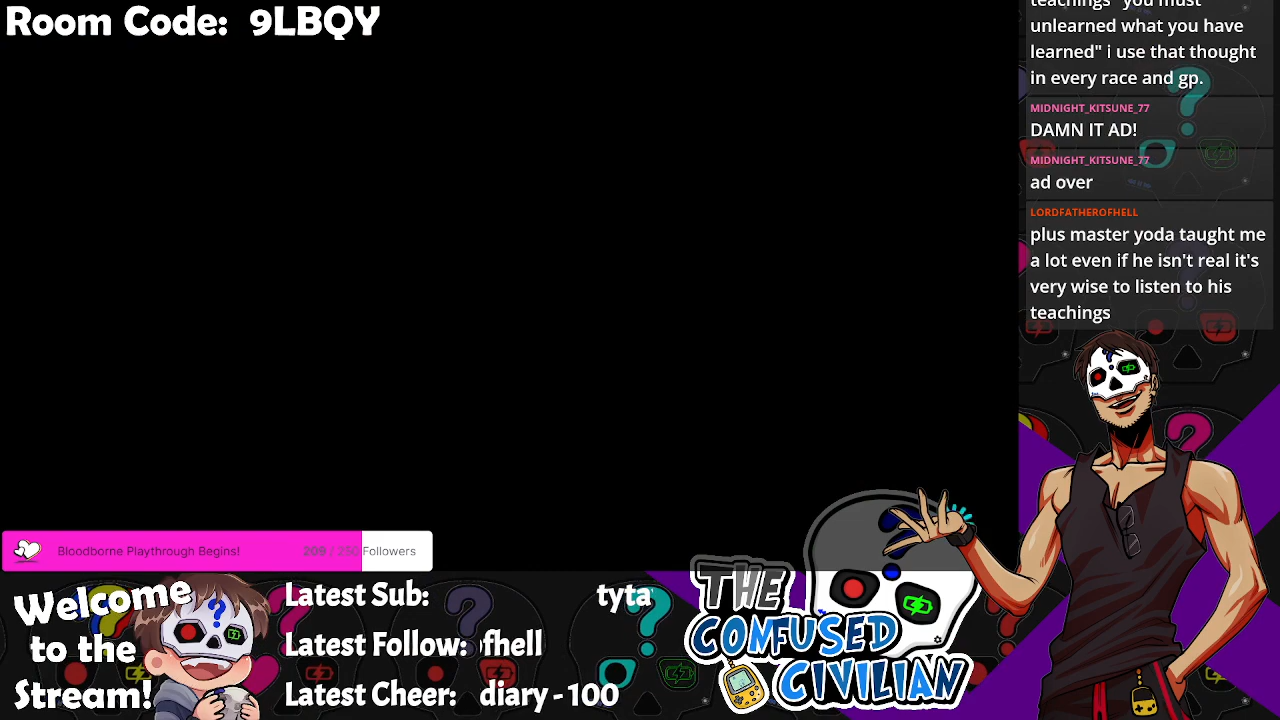 Room Code: 9LBQY
teachings "you must
unlearned what you have
learned" i use that thought
in every race and gp.
MIDNIGHT_KITSUNE_77
DAMN IT AD!
MIDNIGHT_KITSUNE_77
ad over
LORDFATHEROFHELL
plus master yoda taught me
a lot even if he isn't real it's
very wise to listen to his
teachings
Bloodborne Playthrough Begins! 209 / 250 Followers
Welcome
to the
Stream!
Latest Sub: tyta
Latest Follow: fhell
Latest Cheer: diary - 100
THE
CONFUSED
CIVILIAN